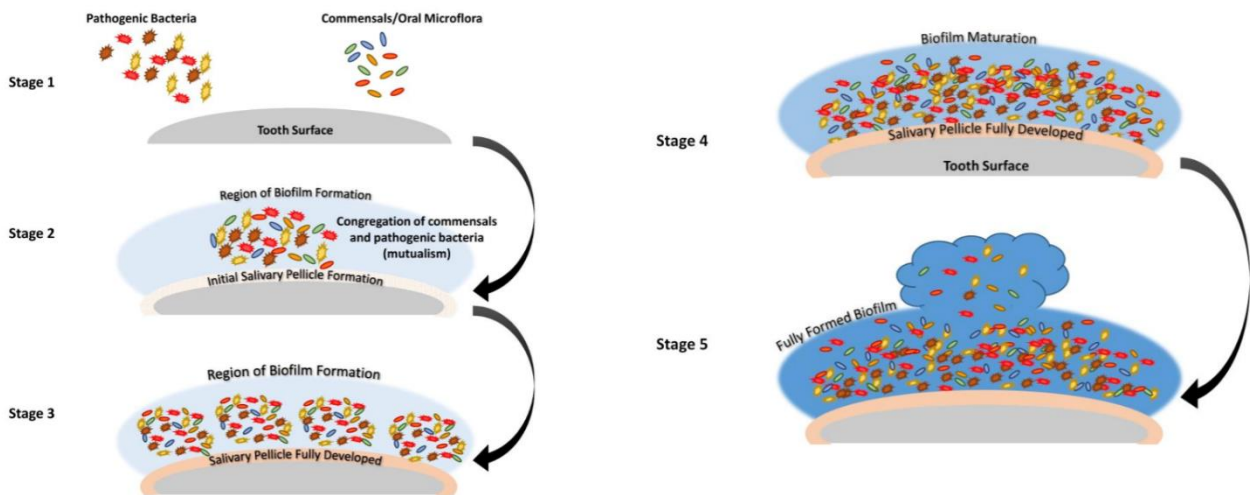 Pathogenic Bacteria
Commensals/Oral Microflora
Stage 1
Tooth Surface
Region of Biofilm Formation
Stage 2
Congregation of commensals
and pathogenic bacteria
(mutualism)
Initial Salivary Pellicle Formation
Region of Biofilm Formation
Stage 3
Salivary Pellicle Fully Developed
Biofilm Maturation
Stage 4
Salivary Pellicle Fully Developed
Tooth Surface
Fully Formed Biofilm
Stage 5